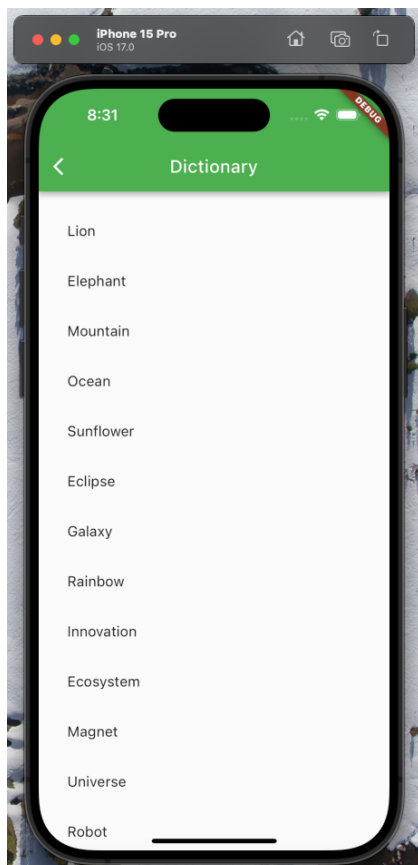 iPhone 15 Pro
iOS 17.0
8:31
DEBUG
Dictionary
Lion
Elephant
Mountain
Ocean
Sunflower
Eclipse
Galaxy
Rainbow
Innovation
Ecosystem
Magnet
Universe
Robot